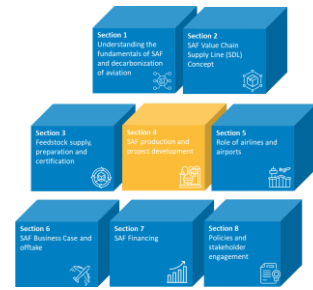 Section 1
Understanding the
fundamentals of SAF
and decarbonization
of aviation
Section 2
SAF Value Chain
Supply Line (SDL)
Concept
Section 3
Feedstock supply,
preparation and
certification
Section 4
SAF production and
project development
Section 5
Role of airlines and
airports
Section 6
SAF Business Case and
offtake
Section 7
SAF Financing
Section 8
Policies and
stakeholder
engagement